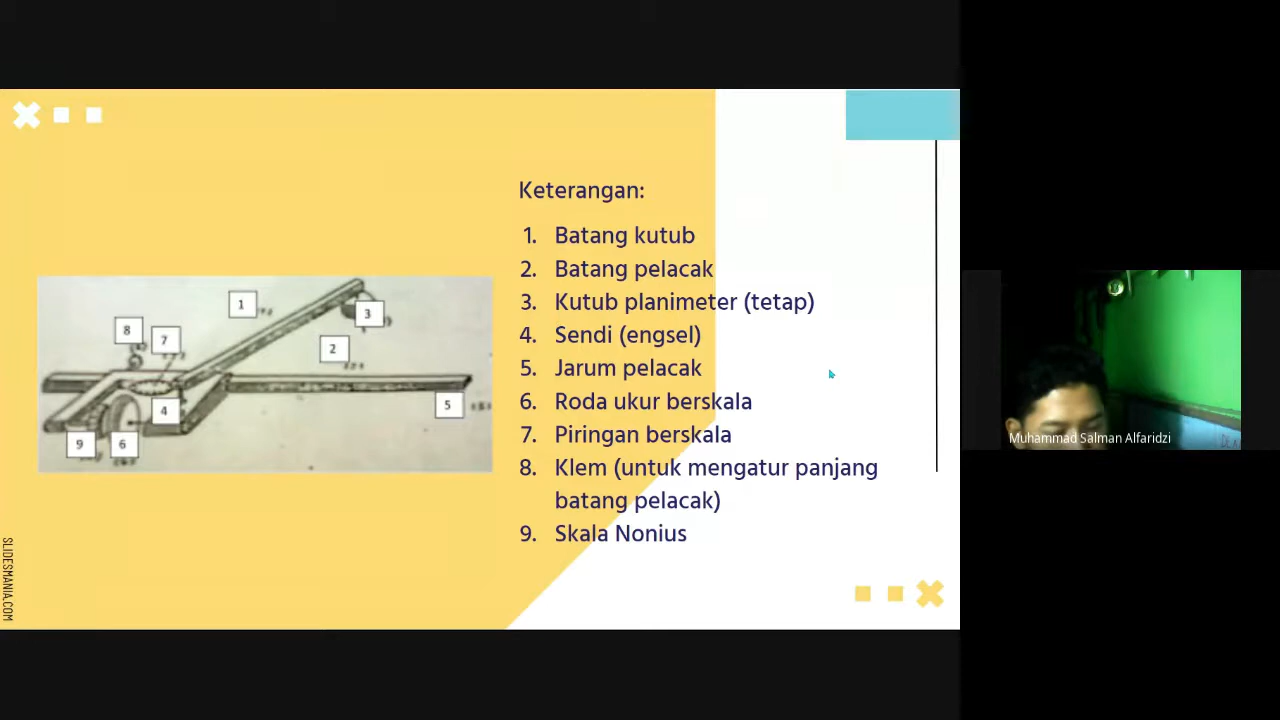 Keterangan:
1. Batang kutub
2. Batang pelacak
3. Kutub planimeter (tetap)
4. Sendi (engsel)
5. Jarum pelacak
6. Roda ukur berskala
7. Piringan berskala
8. Klem (untuk mengatur panjang
batang pelacak)
9. Skala Nonius
1
2
3
4
5
6
7
8
9
SLIDESMANIA.COM
Muhammad Salman Alfaridzi